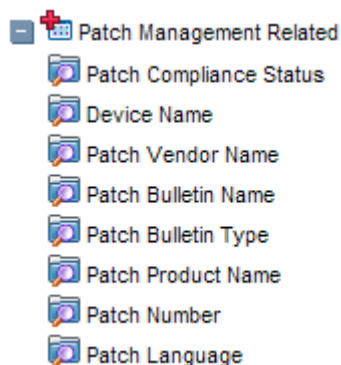 Patch Management Related
Patch Compliance Status
Device Name
Patch Vendor Name
Patch Bulletin Name
Patch Bulletin Type
Patch Product Name
Patch Number
Patch Language